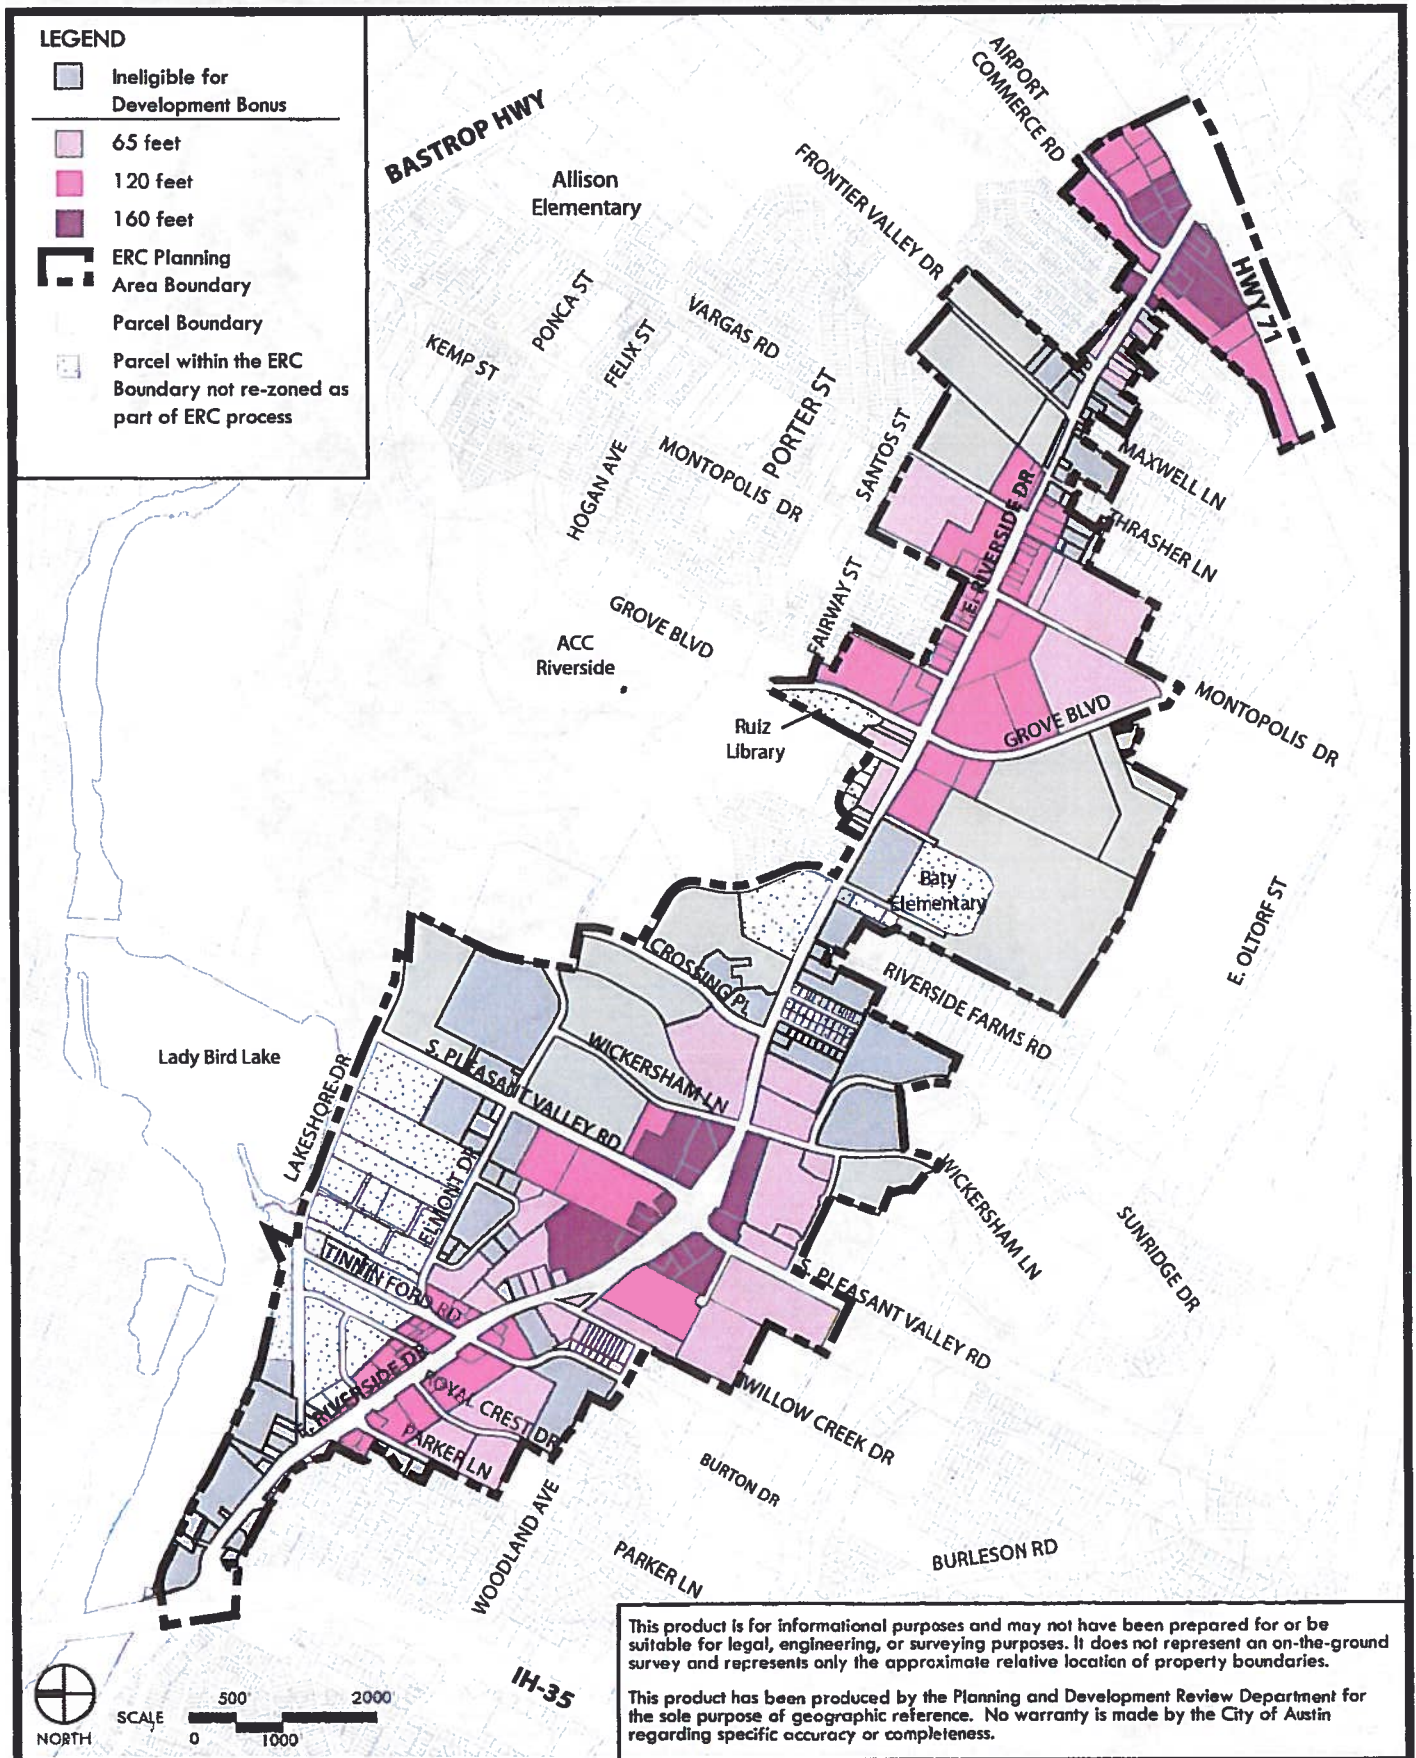 LEGEND
Ineligible for
Development Bonus
65 feet
120 feet
160 feet
ERC Planning
Area Boundary
Parcel Boundary
Parcel within the ERC
Boundary not re-zoned as
part of ERC process
AIRPORT
COMMERCE RD
BASTROP HWY
Allison
Elementary
FRONTIER VALLEY DR
HWY 71
PONCA ST
VARGAS RD
KEMP ST
FELIX ST
PORTER ST
SANTOS ST
MAXWELL LN
HOGAN AVE
MONTOPOLIS DR
E. RIVERSIDE DR
THRASHER LN
FAIRWAY ST
GROVE BLVD
ACC
Riverside
MONTOPOLIS DR
GROVE BLVD
Ruiz
Library
Baty
Elementary
E. OLTORF ST
CROSSING PL
RIVERSIDE FARMS RD
Lady Bird Lake
LAKESHORE DR
S. PLEASANT VALLEY RD
WICKERSHAM LN
ELMONT DR
WICKERSHAM LN
SUNRIDGE DR
TINNIN FORD RD
S. PLEASANT VALLEY RD
E. RIVERSIDE DR
ROYAL CREST DR
PARKER LN
WILLOW CREEK DR
BURTON DR
WOODLAND AVE
PARKER LN
BURLESON RD
IH-35
NORTH
SCALE
500
2000
0
1000
This product is for informational purposes and may not have been prepared for or be
suitable for legal, engineering, or surveying purposes. It does not represent an on-the-ground
survey and represents only the approximate relative location of property boundaries.
This product has been produced by the Planning and Development Review Department for
the sole purpose of geographic reference. No warranty is made by the City of Austin
regarding specific accuracy or completeness.